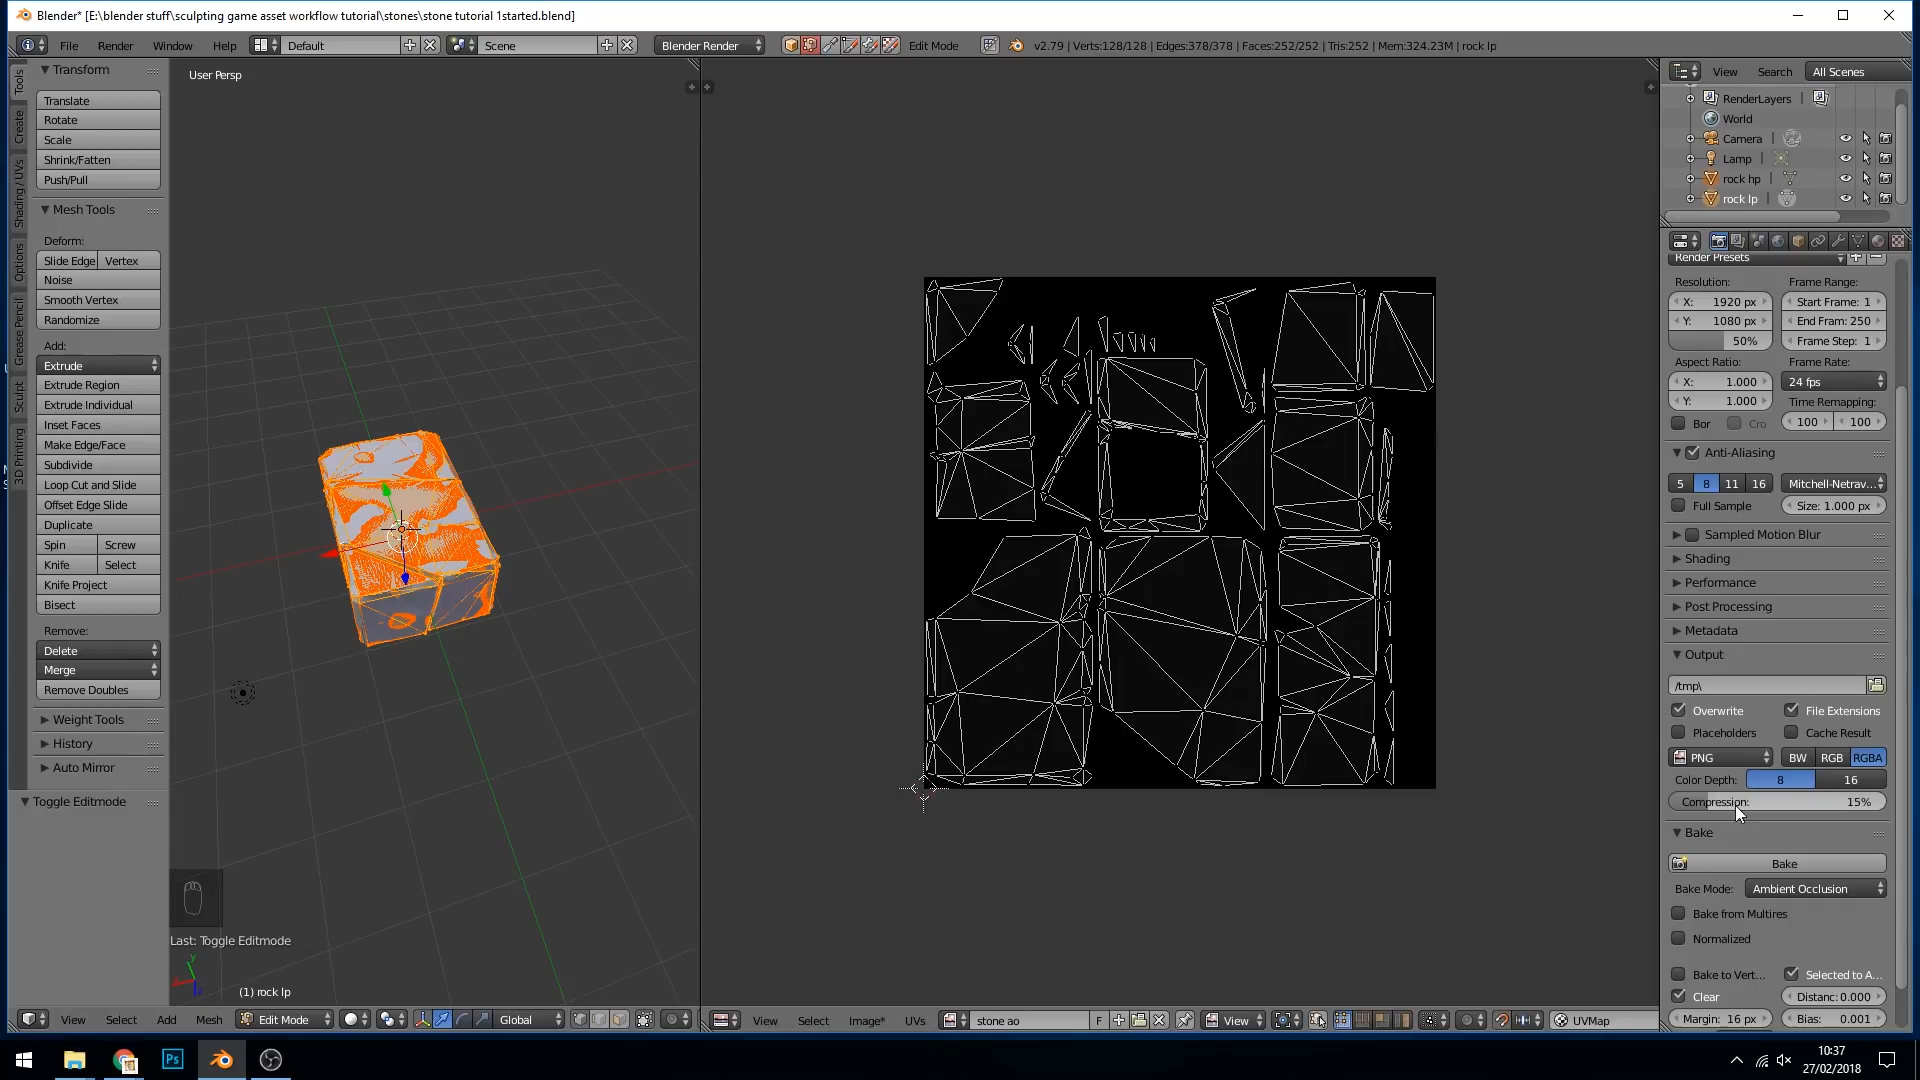 Blender* [E:\blender stuff\sculpting game asset workflow tutorial\stones\stone tutorial 1started.blend]
File Render Window Help Default Scene Blender Render Edit Mode v2.79 | Verts:128/128 | Edges:378/378 | Faces:252/252 | Tris:252 | Mem:324.23M | rock lp
Tools
Create
Shading / UVs
Options
Grease Pencil
Sculpt
3D Printing
Transform
Translate
Rotate
Scale
Shrink/Fatten
Push/Pull
Mesh Tools
Deform:
Slide Edge Vertex
Noise
Smooth Vertex
Randomize
Add:
Extrude
Extrude Region
Extrude Individual
Inset Faces
Make Edge/Face
Subdivide
Loop Cut and Slide
Offset Edge Slide
Duplicate
Spin Screw
Knife Select
Knife Project
Bisect
Remove:
Delete
Merge
Remove Doubles
Weight Tools
History
Auto Mirror
Toggle Editmode
User Persp
Last: Toggle Editmode
y
z
(1) rock lp
View Select Add Mesh Edit Mode Global
View Select Image* UVs stone ao F View UVMap
View Search All Scenes
RenderLayers |
World
Camera |
Lamp |
rock hp |
rock lp |
Render Presets
Resolution: Frame Range:
X: 1920 px Start Frame: 1
Y: 1080 px End Fram: 250
50% Frame Step: 1
Aspect Ratio: Frame Rate:
X: 1.000 24 fps
Y: 1.000 Time Remapping:
Bor Cro 100 100
Anti-Aliasing
5 8 11 16 Mitchell-Netrav...
Full Sample Size: 1.000 px
Sampled Motion Blur
Shading
Performance
Post Processing
Metadata
Output
/tmp\
Overwrite File Extensions
Placeholders Cache Result
PNG BW RGB RGBA
Color Depth: 8 16
Compression: 15%
Bake
Bake
Bake Mode: Ambient Occlusion
Bake from Multires
Normalized
Bake to Vert... Selected to A...
Clear Distanc: 0.000
Margin: 16 px Bias: 0.001
Ps
10:37
27/02/2018